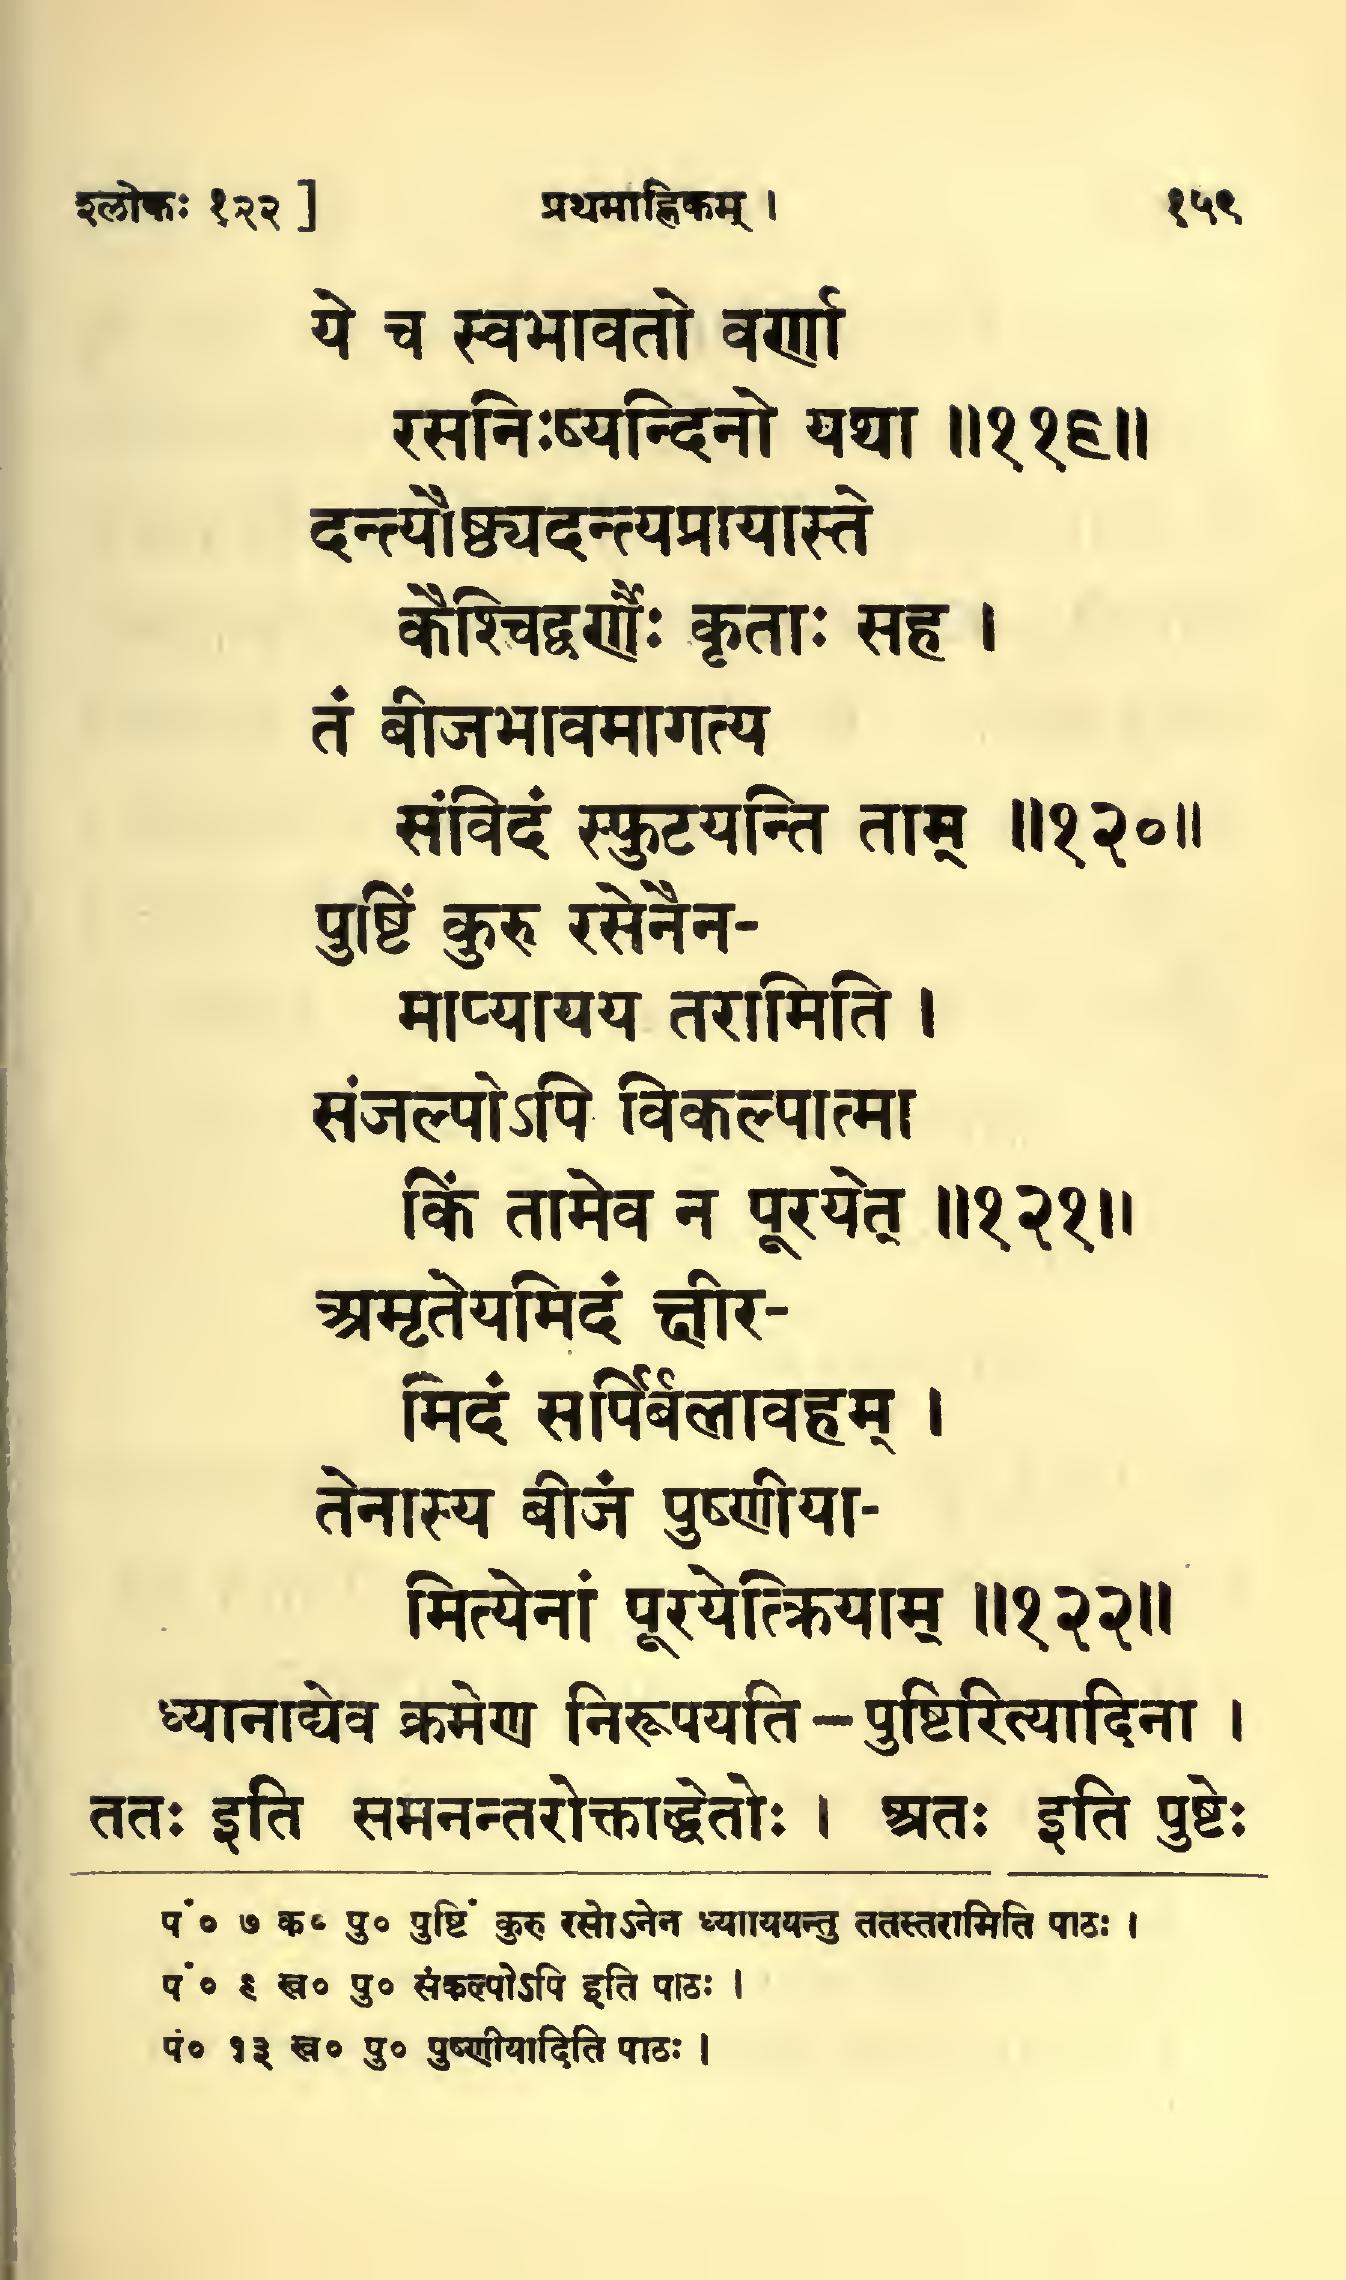 श्लोकः १२२ ] प्रथमाह्निकम् । १५९
ये च स्वभावतो वर्णा
रसनिःष्यन्दिनो यथा ॥११९॥
दन्त्यौष्ठ्यदन्त्यप्रायास्ते
कैश्चिद्वर्णैः कृताः सह ।
तं बीजभावमागत्य
संविदं स्फुटयन्ति ताम् ॥१२०॥
पुष्टिं कुरु रसेनैन-
माप्यायय तरामिति ।
संजल्पोऽपि विकल्पात्मा
किं तामेव न पूरयेत् ॥१२१॥
अमृतेयमिदं क्षीर-
मिदं सर्पिर्बलावहम् ।
तेनास्य बीजं पुष्णीया-
मित्येनां पूरयेत्क्रियाम् ॥१२२॥
ध्यानाद्येव क्रमेण निरूपयति—पुष्टिरित्यादिना ।
ततः इति समनन्तरोक्ताद्धेतोः । अतः इति पुष्टेः
पं० ७ क० पु० पुष्टिं कुरु रसोऽनेन ध्यााययन्तु ततस्तरामिति पाठः ।
पं० ९ ख० पु० संकल्पोऽपि इति पाठः ।
पं० १३ ख० पु० पुष्णीयादिति पाठः ।